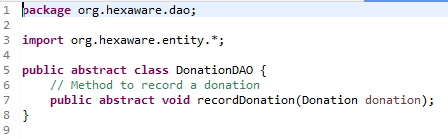 1 package org.hexaware.dao;
2
3 import org.hexaware.entity.*;
4
5 public abstract class DonationDAO {
6     // Method to record a donation
7     public abstract void recordDonation(Donation donation);
8 }
9